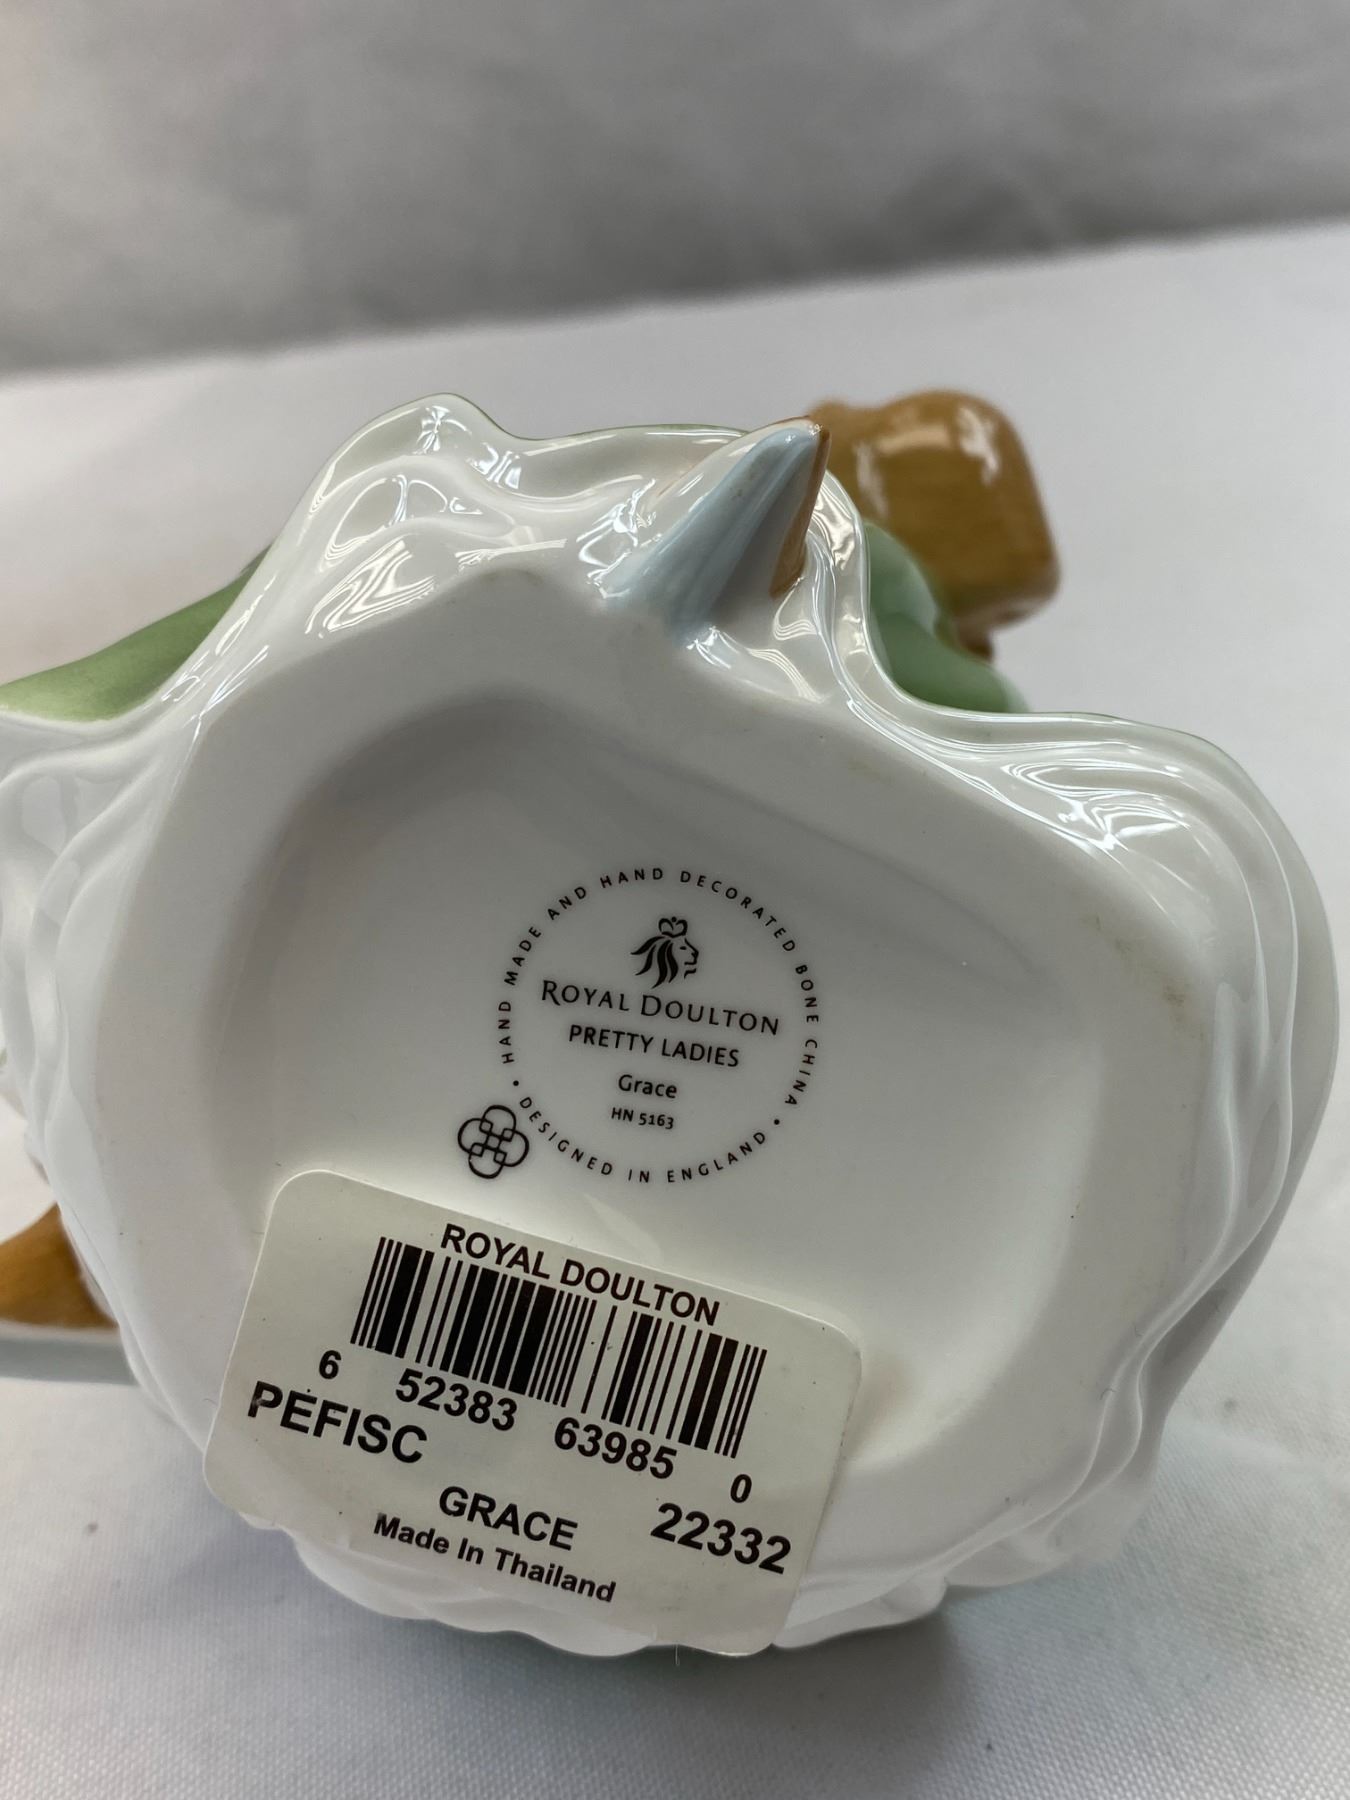 HAND MADE AND HAND DECORATED BONE CHINA •
DESIGNED IN ENGLAND •
ROYAL DOULTON
PRETTY LADIES
Grace
HN 5163
ROYAL DOULTON
6 52383 63985 0
PEFISC
GRACE 22332
Made In Thailand